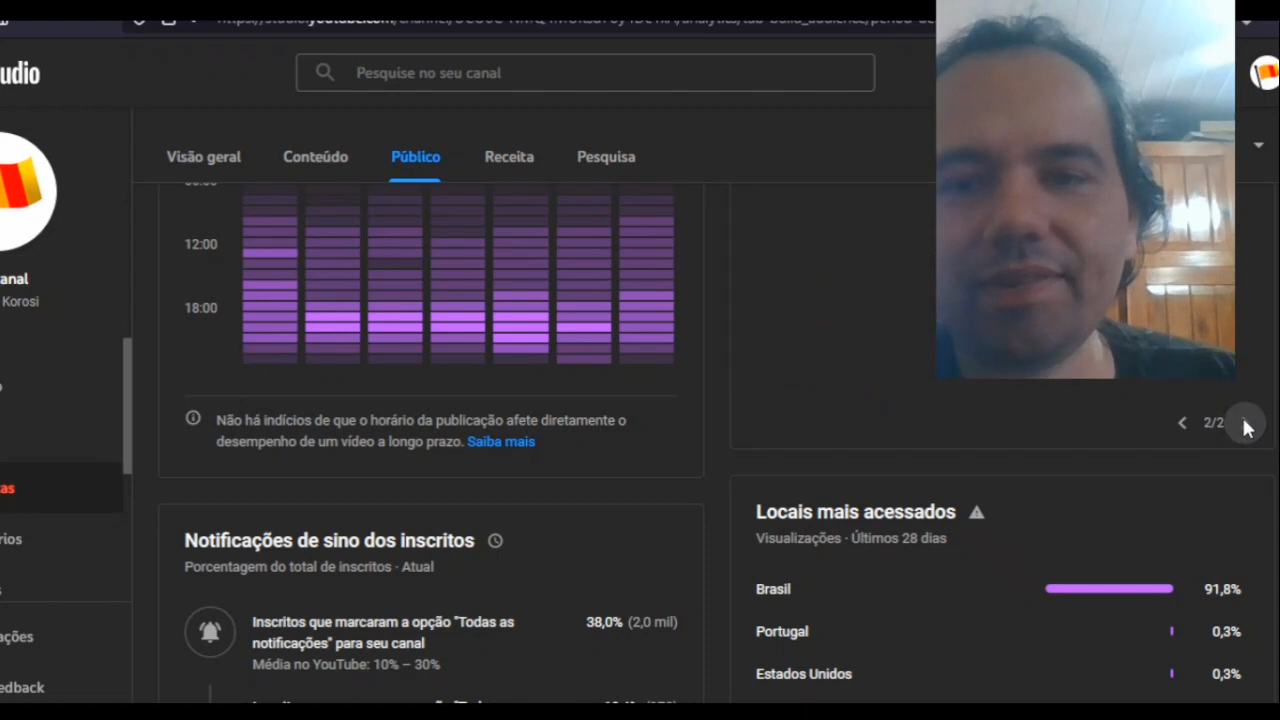 udio
Pesquise no seu canal
Visão geral
Conteúdo
Público
Receita
Pesquisa
12:00
18:00
anal
Korosi
Não há indícios de que o horário da publicação afete diretamente o
desempenho de um vídeo a longo prazo. Saiba mais
2/2
as
ários
ações
edback
Notificações de sino dos inscritos
Porcentagem do total de inscritos · Atual
Inscritos que marcaram a opção "Todas as
notificações" para seu canal
38,0% (2,0 mil)
Média no YouTube: 10% – 30%
Locais mais acessados
Visualizações · Últimos 28 dias
Brasil
91,8%
Portugal
0,3%
Estados Unidos
0,3%